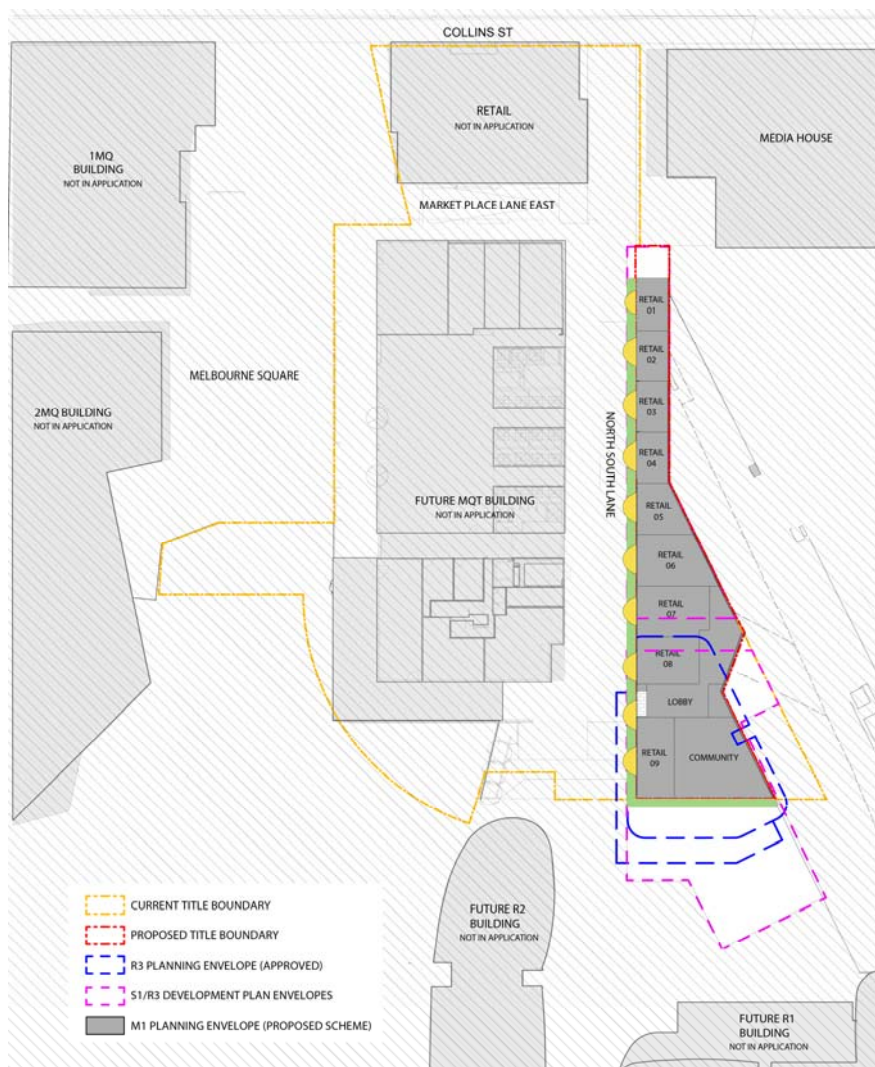 COLLINS ST
RETAIL
NOT IN APPLICATION
MEDIA HOUSE
1MQ
BUILDING
NOT IN APPLICATION
MARKET PLACE LANE EAST
RETAIL
01
RETAIL
02
MELBOURNE SQUARE
RETAIL
03
2MQ BUILDING
NOT IN APPLICATION
NORTH SOUTH LANE
RETAIL
04
FUTURE MQT BUILDING
NOT IN APPLICATION
RETAIL
05
RETAIL
06
RETAIL
07
RETAIL
08
LOBBY
RETAIL
09
COMMUNITY
CURRENT TITLE BOUNDARY
PROPOSED TITLE BOUNDARY
R3 PLANNING ENVELOPE (APPROVED)
S1/R3 DEVELOPMENT PLAN ENVELOPES
M1 PLANNING ENVELOPE (PROPOSED SCHEME)
FUTURE R2
BUILDING
NOT IN APPLICATION
FUTURE R1
BUILDING
NOT IN APPLICATION